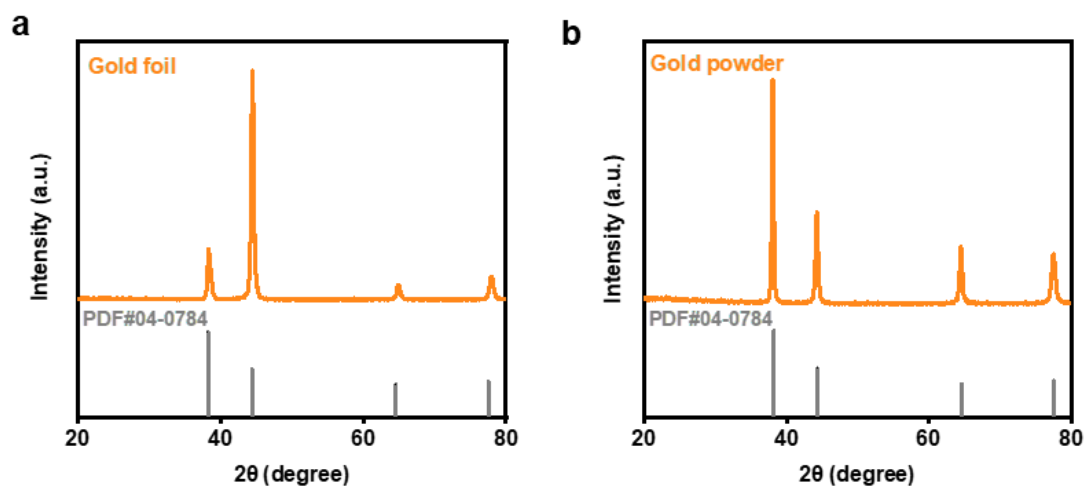 a
Gold foil
Intensity (a.u.)
PDF#04-0784
20 40 60 80
2θ (degree)
b
Gold powder
Intensity (a.u.)
PDF#04-0784
20 40 60 80
2θ (degree)